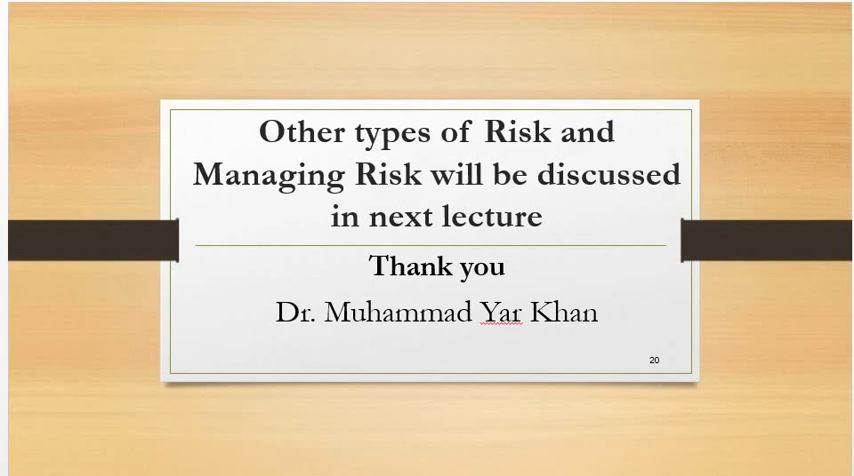 Other types of Risk and
Managing Risk will be discussed
in next lecture
Thank you
Dr. Muhammad Yar Khan
20